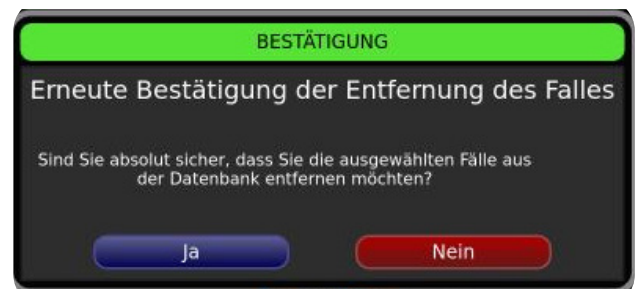 BESTÄTIGUNG
Erneute Bestätigung der Entfernung des Falles
Sind Sie absolut sicher, dass Sie die ausgewählten Fälle aus
der Datenbank entfernen möchten?
Ja
Nein